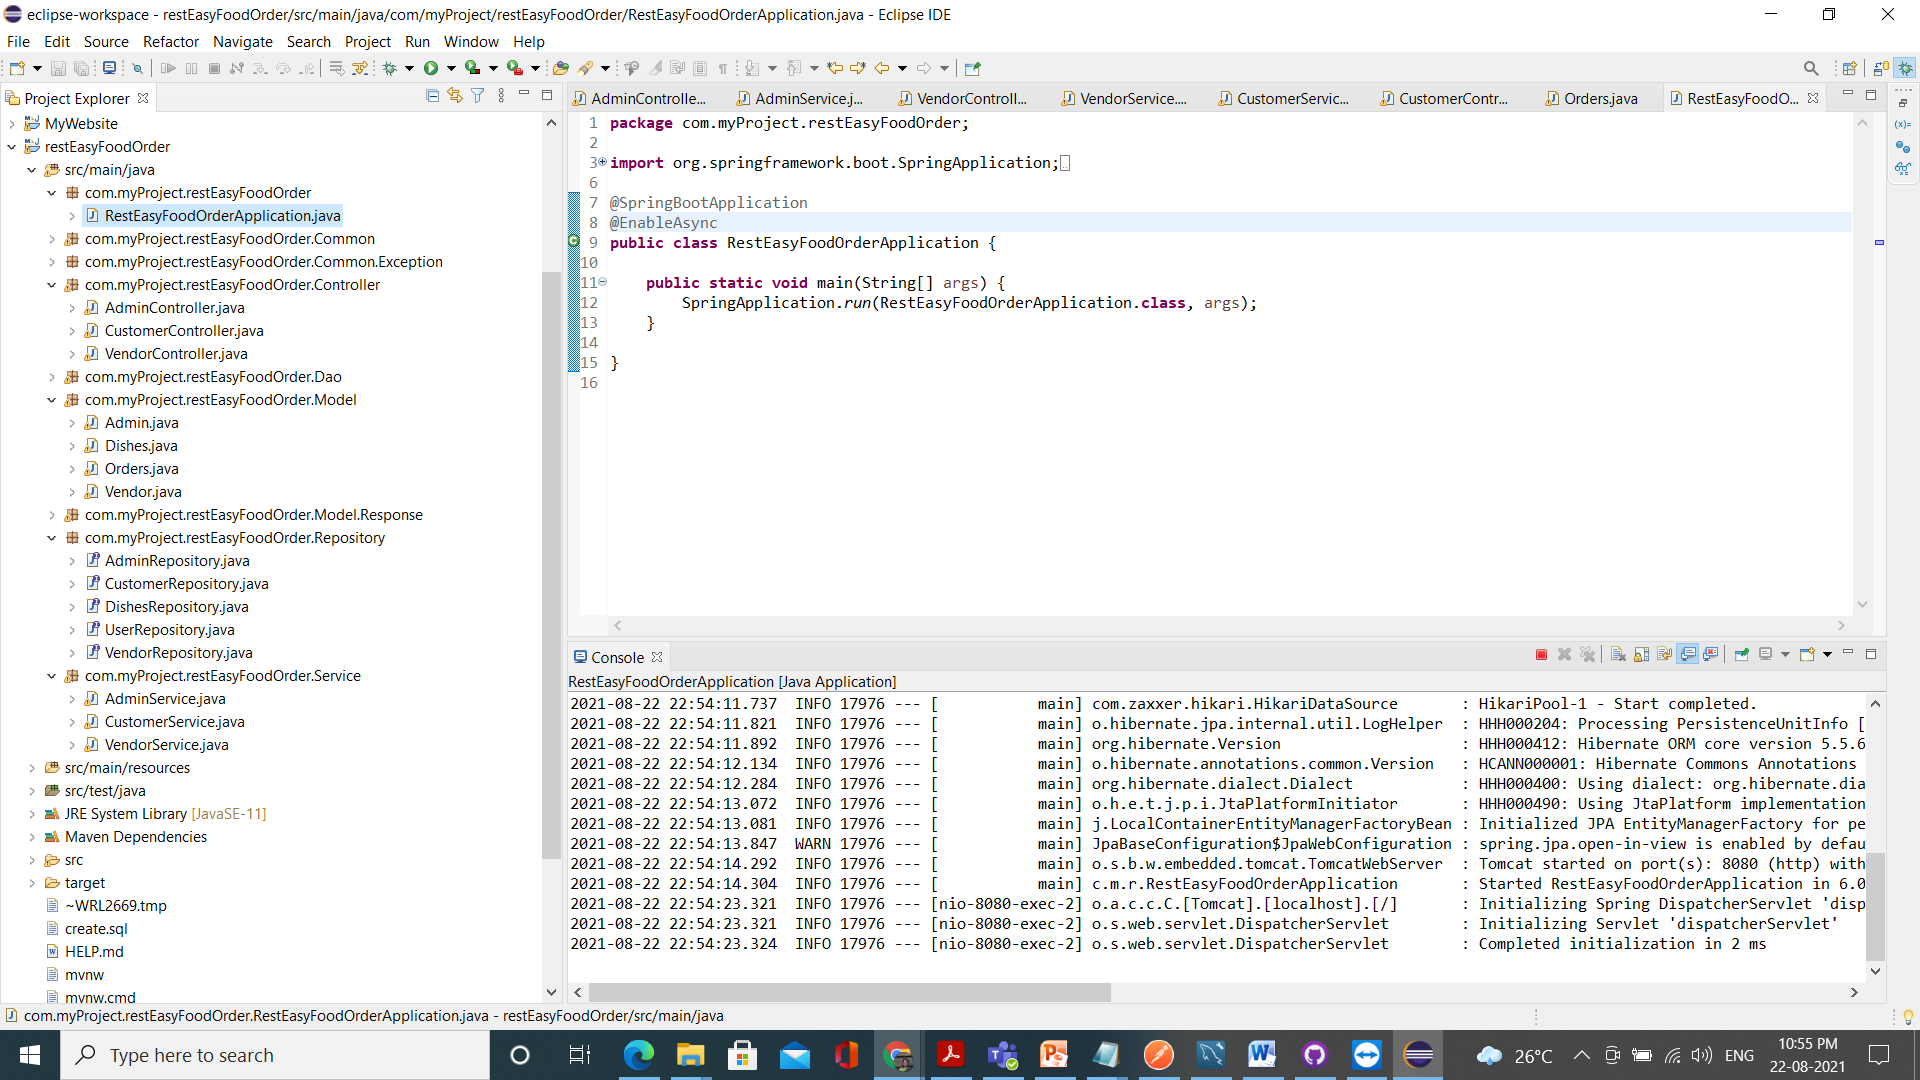 eclipse-workspace - restEasyFoodOrder/src/main/java/com/myProject/restEasyFoodOrder/RestEasyFoodOrderApplication.java - Eclipse IDE
File Edit Source Refactor Navigate Search Project Run Window Help
Project Explorer
MyWebsite
restEasyFoodOrder
src/main/java
com.myProject.restEasyFoodOrder
RestEasyFoodOrderApplication.java
com.myProject.restEasyFoodOrder.Common
com.myProject.restEasyFoodOrder.Common.Exception
com.myProject.restEasyFoodOrder.Controller
AdminController.java
CustomerController.java
VendorController.java
com.myProject.restEasyFoodOrder.Dao
com.myProject.restEasyFoodOrder.Model
Admin.java
Dishes.java
Orders.java
Vendor.java
com.myProject.restEasyFoodOrder.Model.Response
com.myProject.restEasyFoodOrder.Repository
AdminRepository.java
CustomerRepository.java
DishesRepository.java
UserRepository.java
VendorRepository.java
com.myProject.restEasyFoodOrder.Service
AdminService.java
CustomerService.java
VendorService.java
src/main/resources
src/test/java
JRE System Library [JavaSE-11]
Maven Dependencies
src
target
~WRL2669.tmp
create.sql
HELP.md
mvnw
mvnw.cmd
AdminControlle... AdminService.j... VendorControll... VendorService.... CustomerServic... CustomerContr... Orders.java RestEasyFoodO...
1 package com.myProject.restEasyFoodOrder;
2
3 import org.springframework.boot.SpringApplication;
6
7 @SpringBootApplication
8 @EnableAsync
9 public class RestEasyFoodOrderApplication {
10
11 public static void main(String[] args) {
12 SpringApplication.run(RestEasyFoodOrderApplication.class, args);
13 }
14
15 }
16
Console
RestEasyFoodOrderApplication [Java Application]
2021-08-22 22:54:11.737 INFO 17976 --- [ main] com.zaxxer.hikari.HikariDataSource : HikariPool-1 - Start completed.
2021-08-22 22:54:11.821 INFO 17976 --- [ main] o.hibernate.jpa.internal.util.LogHelper : HHH000204: Processing PersistenceUnitInfo [
2021-08-22 22:54:11.892 INFO 17976 --- [ main] org.hibernate.Version : HHH000412: Hibernate ORM core version 5.5.6
2021-08-22 22:54:12.134 INFO 17976 --- [ main] o.hibernate.annotations.common.Version : HCANN000001: Hibernate Commons Annotations
2021-08-22 22:54:12.284 INFO 17976 --- [ main] org.hibernate.dialect.Dialect : HHH000400: Using dialect: org.hibernate.dia
2021-08-22 22:54:13.072 INFO 17976 --- [ main] o.h.e.t.j.p.i.JtaPlatformInitiator : HHH000490: Using JtaPlatform implementation
2021-08-22 22:54:13.081 INFO 17976 --- [ main] j.LocalContainerEntityManagerFactoryBean : Initialized JPA EntityManagerFactory for pe
2021-08-22 22:54:13.847 WARN 17976 --- [ main] JpaBaseConfiguration$JpaWebConfiguration : spring.jpa.open-in-view is enabled by defau
2021-08-22 22:54:14.292 INFO 17976 --- [ main] o.s.b.w.embedded.tomcat.TomcatWebServer : Tomcat started on port(s): 8080 (http) with
2021-08-22 22:54:14.304 INFO 17976 --- [ main] c.m.r.RestEasyFoodOrderApplication : Started RestEasyFoodOrderApplication in 6.0
2021-08-22 22:54:23.321 INFO 17976 --- [nio-8080-exec-2] o.a.c.c.C.[Tomcat].[localhost].[/] : Initializing Spring DispatcherServlet 'disp
2021-08-22 22:54:23.321 INFO 17976 --- [nio-8080-exec-2] o.s.web.servlet.DispatcherServlet : Initializing Servlet 'dispatcherServlet'
2021-08-22 22:54:23.324 INFO 17976 --- [nio-8080-exec-2] o.s.web.servlet.DispatcherServlet : Completed initialization in 2 ms
com.myProject.restEasyFoodOrder.RestEasyFoodOrderApplication.java - restEasyFoodOrder/src/main/java
Type here to search
26°C
ENG
10:55 PM
22-08-2021